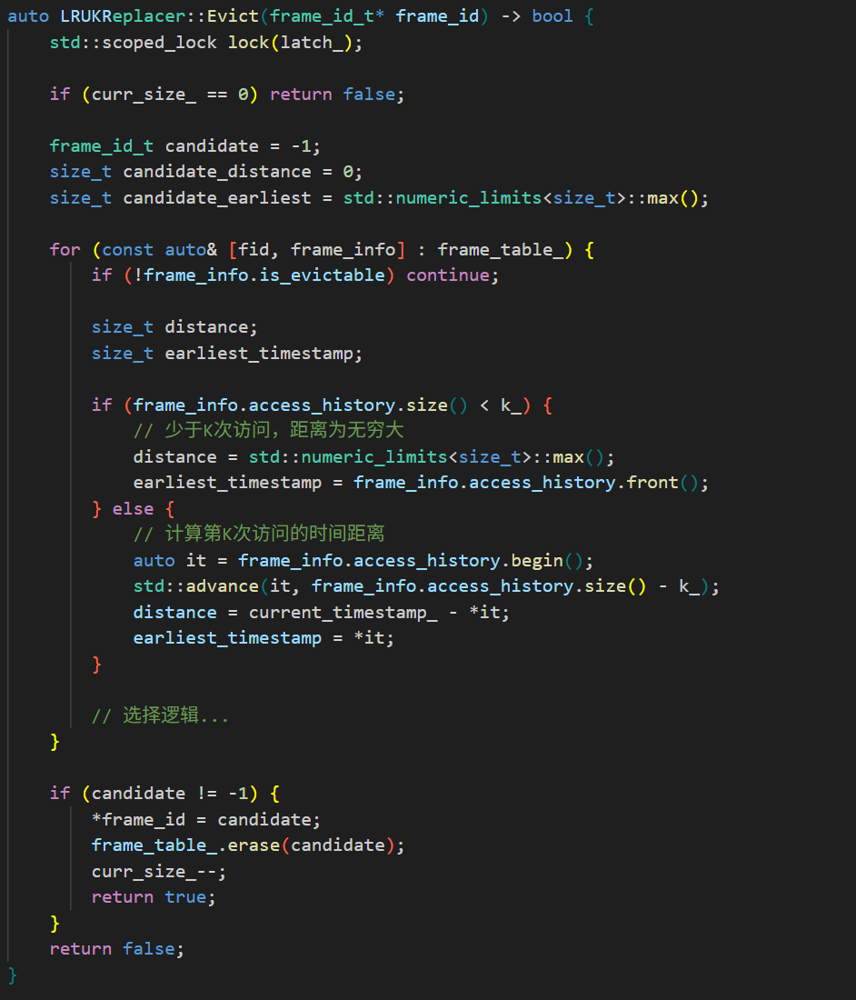 auto LRUKReplacer::Evict(frame_id_t* frame_id) -> bool {
    std::scoped_lock lock(latch_);

    if (curr_size_ == 0) return false;

    frame_id_t candidate = -1;
    size_t candidate_distance = 0;
    size_t candidate_earliest = std::numeric_limits<size_t>::max();

    for (const auto& [fid, frame_info] : frame_table_) {
        if (!frame_info.is_evictable) continue;

        size_t distance;
        size_t earliest_timestamp;

        if (frame_info.access_history.size() < k_) {
            // 少于K次访问，距离为无穷大
            distance = std::numeric_limits<size_t>::max();
            earliest_timestamp = frame_info.access_history.front();
        } else {
            // 计算第K次访问的时间距离
            auto it = frame_info.access_history.begin();
            std::advance(it, frame_info.access_history.size() - k_);
            distance = current_timestamp_ - *it;
            earliest_timestamp = *it;
        }

        // 选择逻辑...
    }

    if (candidate != -1) {
        *frame_id = candidate;
        frame_table_.erase(candidate);
        curr_size_--;
        return true;
    }
    return false;
}